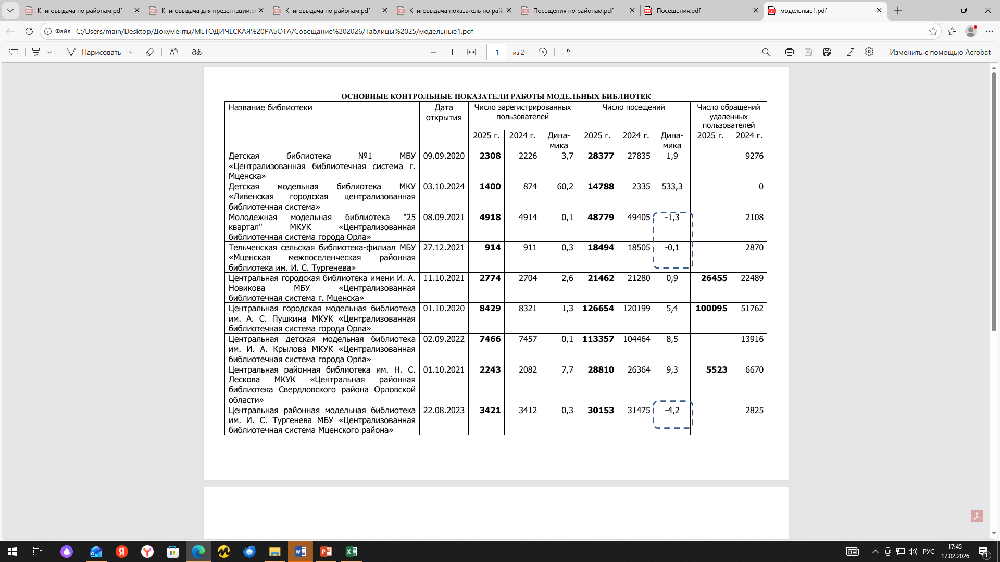 Книговыдача по районам.pdf
Книговыдача для презентации.p
Книговыдача по районам.pdf
Книговыдача показатель по рай
Посещения по районам.pdf
Посещения.pdf
модельные1.pdf
Файл C:/Users/main/Desktop/Документы/МЕТОДИЧЕСКАЯ%20РАБОТА/Совещание%202026/Таблицы%2025/модельные1.pdf
Нарисовать аあ 1 из 2 Изменить с помощью Acrobat
ОСНОВНЫЕ КОНТРОЛЬНЫЕ ПОКАЗАТЕЛИ РАБОТЫ МОДЕЛЬНЫХ БИБЛИОТЕК
Название библиотеки Дата Число зарегистрированных Число посещений Число обращений
открытия пользователей удаленных
пользователей
2025 г. 2024 г. Дина- 2025 г. 2024 г. Дина- 2025 г. 2024 г.
мика мика
Детская библиотека №1 МБУ 09.09.2020 2308 2226 3,7 28377 27835 1,9 9276
«Централизованная библиотечная система г.
Мценска»
Детская модельная библиотека МКУ 03.10.2024 1400 874 60,2 14788 2335 533,3 0
«Ливенская городская централизованная
библиотечная система»
Молодежная модельная библиотека "25 08.09.2021 4918 4914 0,1 48779 49405 -1,3 2108
квартал" МКУК «Централизованная
библиотечная система города Орла»
Тельченская сельская библиотека-филиал МБУ 27.12.2021 914 911 0,3 18494 18505 -0,1 2870
«Мценская межпоселенческая районная
библиотека им. И. С. Тургенева»
Центральная городская библиотека имени И. А. 11.10.2021 2774 2704 2,6 21462 21280 0,9 26455 22489
Новикова МБУ «Централизованная
библиотечная система г. Мценска»
Центральная городская модельная библиотека 01.10.2020 8429 8321 1,3 126654 120199 5,4 100095 51762
им. А. С. Пушкина МКУК «Централизованная
библиотечная система города Орла»
Центральная детская модельная библиотека 02.09.2022 7466 7457 0,1 113357 104464 8,5 13916
им. И. А. Крылова МКУК «Централизованная
библиотечная система города Орла»
Центральная районная библиотека им. Н. С. 01.10.2021 2243 2082 7,7 28810 26364 9,3 5523 6670
Лескова МКУК «Центральная районная
библиотека Свердловского района Орловской
области»
Центральная районная модельная библиотека 22.08.2023 3421 3412 0,3 30153 31475 -4,2 2825
им. И. С. Тургенева МБУ «Централизованная
библиотечная система Мценского района»
РУС
17:45
17.02.2026
1